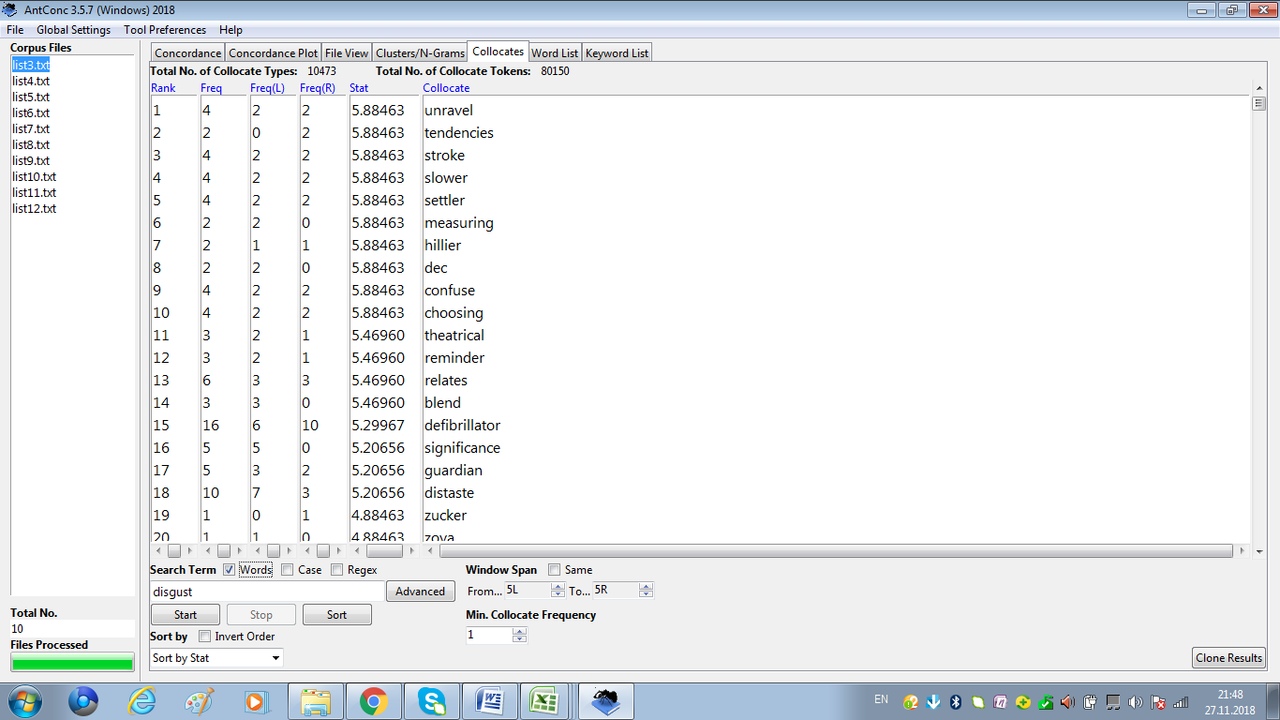 AntConc 3.5.7 (Windows) 2018
File Global Settings Tool Preferences Help
Corpus Files
list3.txt
list4.txt
list5.txt
list6.txt
list7.txt
list8.txt
list9.txt
list10.txt
list11.txt
list12.txt
Total No.
10
Files Processed
Concordance Concordance Plot File View Clusters/N-Grams Collocates Word List Keyword List
Total No. of Collocate Types: 10473 Total No. of Collocate Tokens: 80150
Rank Freq Freq(L) Freq(R) Stat Collocate
1 4 2 2 5.88463 unravel
2 2 0 2 5.88463 tendencies
3 4 2 2 5.88463 stroke
4 4 2 2 5.88463 slower
5 4 2 2 5.88463 settler
6 2 2 0 5.88463 measuring
7 2 1 1 5.88463 hillier
8 2 2 0 5.88463 dec
9 4 2 2 5.88463 confuse
10 4 2 2 5.88463 choosing
11 3 2 1 5.46960 theatrical
12 3 2 1 5.46960 reminder
13 6 3 3 5.46960 relates
14 3 3 0 5.46960 blend
15 16 6 10 5.29967 defibrillator
16 5 5 0 5.20656 significance
17 5 3 2 5.20656 guardian
18 10 7 3 5.20656 distaste
19 1 0 1 4.88463 zucker
20 1 1 0 4.88463 zoya
Search Term Words Case Regex Window Span Same
disgust Advanced From... 5L To... 5R
Start Stop Sort Min. Collocate Frequency
Sort by Invert Order 1
Sort by Stat Clone Results
EN 21:48
27.11.2018